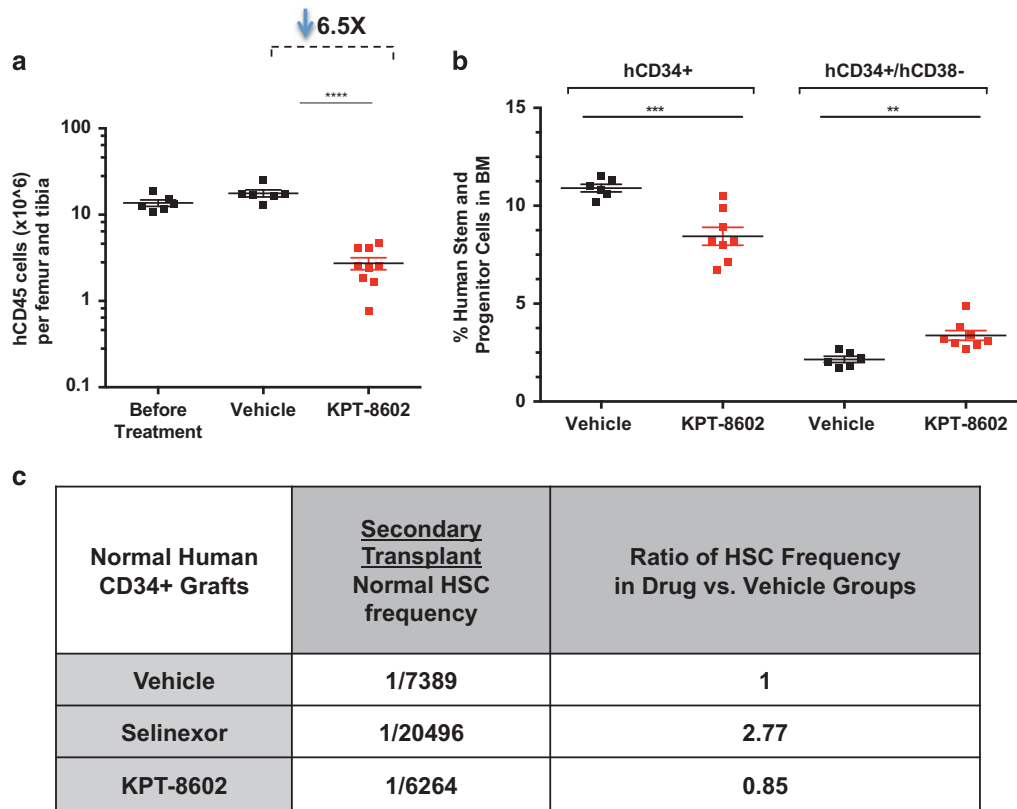 6.5X
a
****
hCD45 cells (x10^6)
per femur and tibia
100
10
1
0.1
Before
Treatment
Vehicle
KPT-8602
b
hCD34+
hCD34+/hCD38-
***
**
% Human Stem and
Progenitor Cells in BM
15
10
5
0
Vehicle
KPT-8602
Vehicle
KPT-8602
c
Normal Human
CD34+ Grafts
Secondary
Transplant
Normal HSC
frequency
Ratio of HSC Frequency
in Drug vs. Vehicle Groups
Vehicle
1/7389
1
Selinexor
1/20496
2.77
KPT-8602
1/6264
0.85